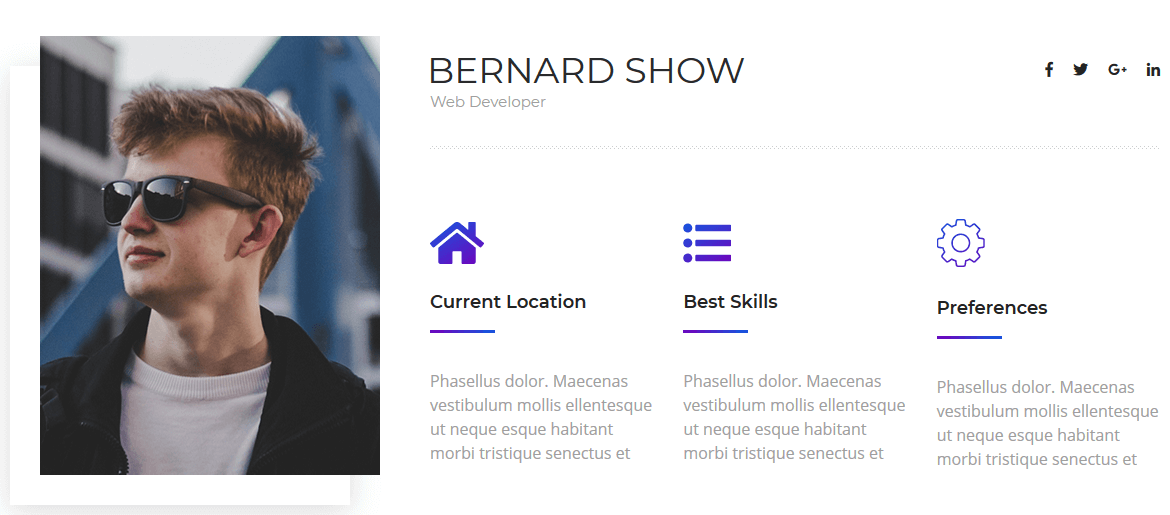 BERNARD SHOW
Web Developer
Current Location
Phasellus dolor. Maecenas
vestibulum mollis ellentesque
ut neque esque habitant
morbi tristique senectus et
Best Skills
Phasellus dolor. Maecenas
vestibulum mollis ellentesque
ut neque esque habitant
morbi tristique senectus et
Preferences
Phasellus dolor. Maecenas
vestibulum mollis ellentesque
ut neque esque habitant
morbi tristique senectus et